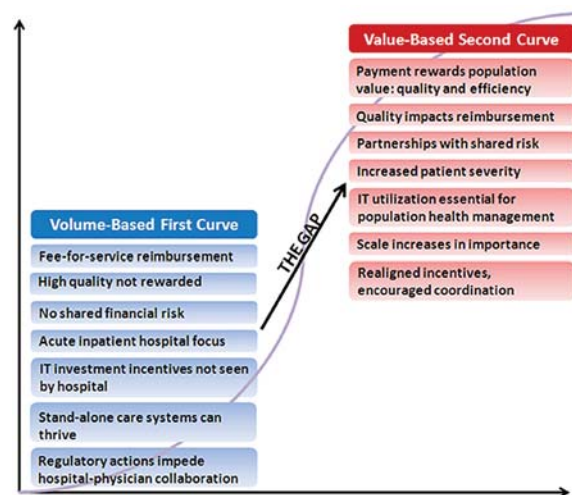 Value-Based Second Curve
Payment rewards population
value: quality and efficiency
Quality impacts reimbursement
Partnerships with shared risk
Increased patient severity
IT utilization essential for
population health management
Scale increases in importance
Realigned incentives,
encouraged coordination
THE GAP
Volume-Based First Curve
Fee-for-service reimbursement
High quality not rewarded
No shared financial risk
Acute inpatient hospital focus
IT investment incentives not seen
by hospital
Stand-alone care systems can
thrive
Regulatory actions impede
hospital-physician collaboration